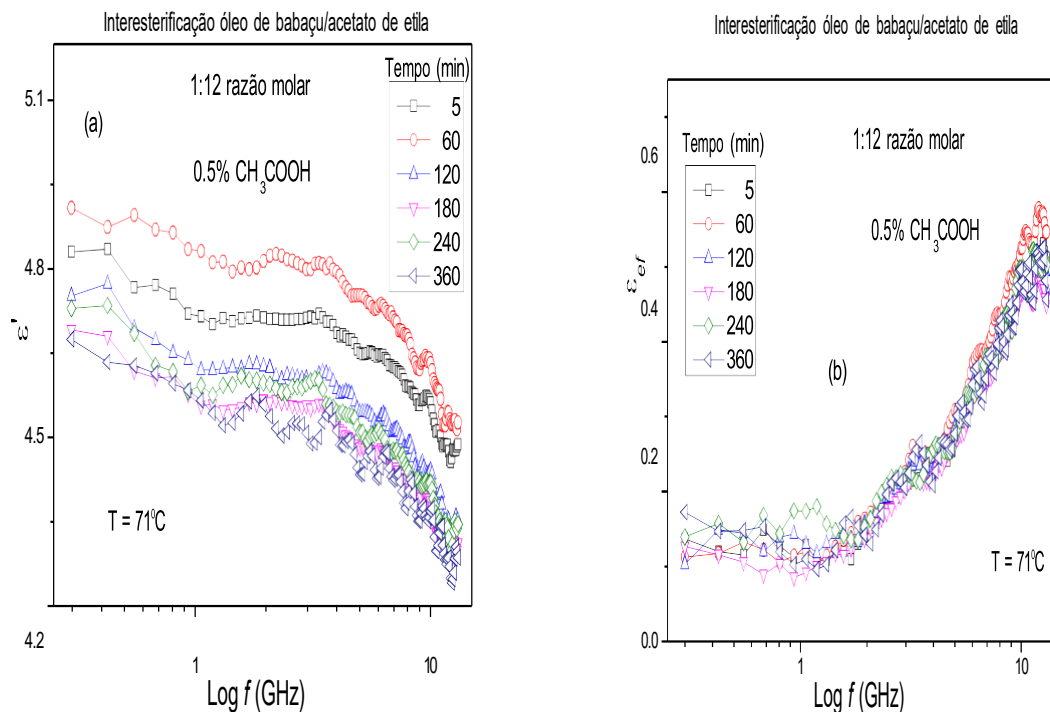 Interesterificação óleo de babaçu/acetato de etila
5.1
4.8
4.5
4.2
ε'
1:12 razão molar
(a)
0.5% CH₃COOH
Tempo (min)
5
60
120
180
240
360
T = 71⁰C
1
10
Log f (GHz)
Interesterificação óleo de babaçu/acetato de etila
0.6
0.4
0.2
0.0
ε_ef
1:12 razão molar
Tempo (min)
5
60
120
180
240
360
0.5% CH₃COOH
(b)
T = 71⁰C
1
10
Log f (GHz)